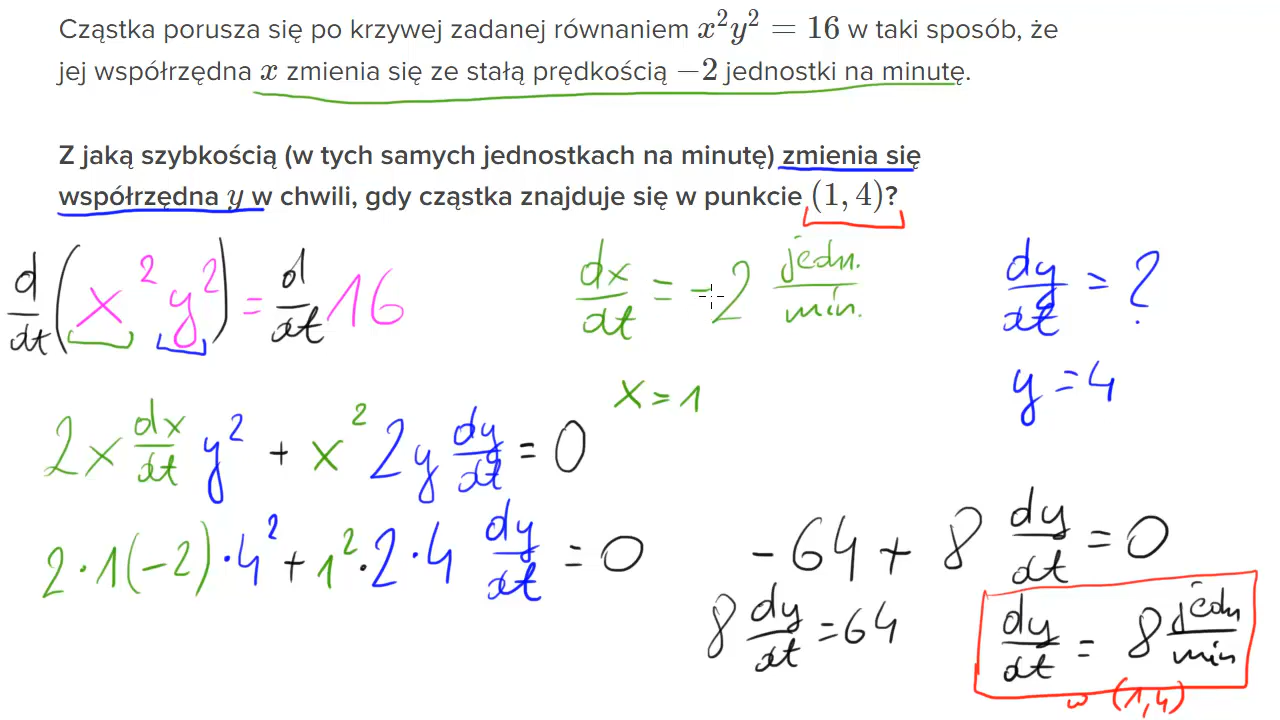 Cząstka porusza się po krzywej zadanej równaniem x²y² = 16 w taki sposób, że
jej współrzędna x zmienia się ze stałą prędkością −2 jednostki na minutę.
Z jaką szybkością (w tych samych jednostkach na minutę) zmienia się
współrzędna y w chwili, gdy cząstka znajduje się w punkcie (1, 4)?
d/dt (x² y²) = d/dt 16
dx/dt = -2 jedn./min.
dy/dt = ?
x = 1
y = 4
2x dx/dt y² + x² 2y dy/dt = 0
2·1(-2)·4² + 1²·2·4 dy/dt = 0
-64 + 8 dy/dt = 0
8 dy/dt = 64
dy/dt = 8 jedn/min
w (1,4)